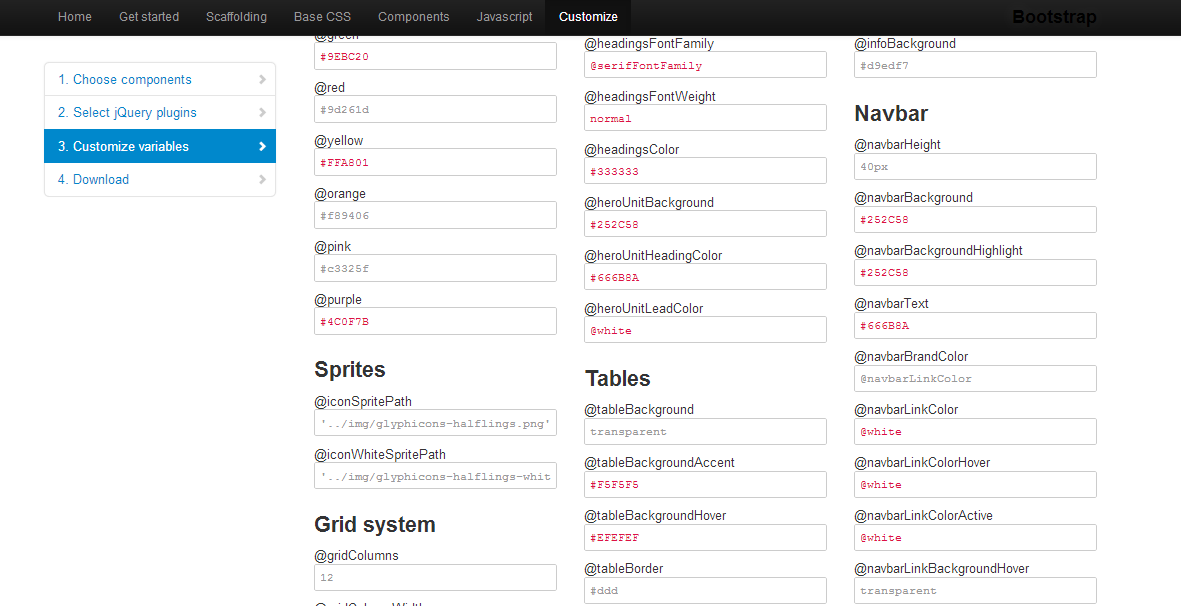 Home Get started Scaffolding Base CSS Components Javascript Customize Bootstrap
1. Choose components
2. Select jQuery plugins
3. Customize variables
4. Download
@green
#9EBC20
@red
#9d261d
@yellow
#FFA801
@orange
#f89406
@pink
#c3325f
@purple
#4C0F7B
Sprites
@iconSpritePath
'../img/glyphicons-halflings.png'
@iconWhiteSpritePath
'../img/glyphicons-halflings-whit
Grid system
@gridColumns
12
@headingsFontFamily
@serifFontFamily
@headingsFontWeight
normal
@headingsColor
#333333
@heroUnitBackground
#252C58
@heroUnitHeadingColor
#666B8A
@heroUnitLeadColor
@white
Tables
@tableBackground
transparent
@tableBackgroundAccent
#F5F5F5
@tableBackgroundHover
#EFEFEF
@tableBorder
#ddd
@infoBackground
#d9edf7
Navbar
@navbarHeight
40px
@navbarBackground
#252C58
@navbarBackgroundHighlight
#252C58
@navbarText
#666B8A
@navbarBrandColor
@navbarLinkColor
@navbarLinkColor
@white
@navbarLinkColorHover
@white
@navbarLinkColorActive
@white
@navbarLinkBackgroundHover
transparent